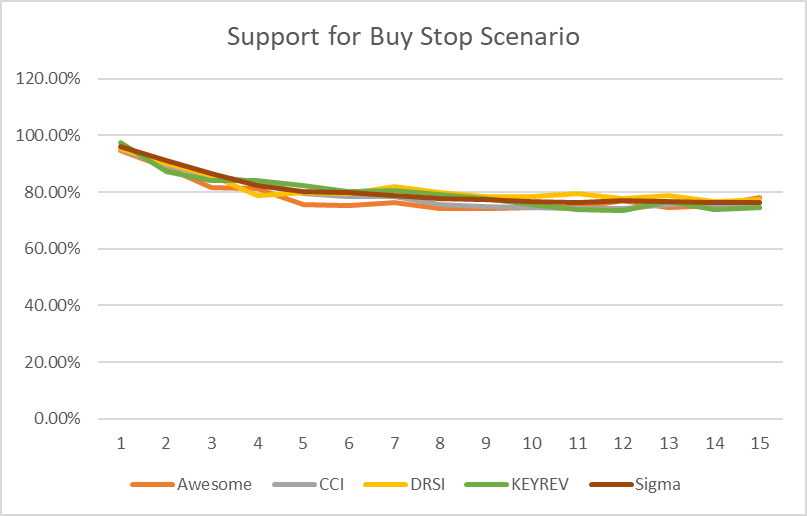 Support for Buy Stop Scenario
120.00%
100.00%
80.00%
60.00%
40.00%
20.00%
0.00%
1 2 3 4 5 6 7 8 9 10 11 12 13 14 15
Awesome CCI DRSI KEYREV Sigma